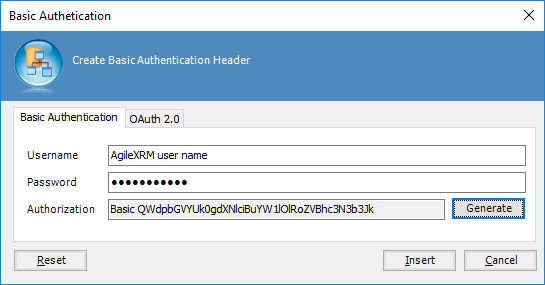 Basic Authetication
Create Basic Authentication Header
Basic Authentication OAuth 2.0
Username AgileXRM user name
Password ●●●●●●●●●●●
Authorization Basic QWdpbGVYUk0gdXNlciBuYW1lOlRoZVBhc3N3b3Jk Generate
Reset Insert Cancel